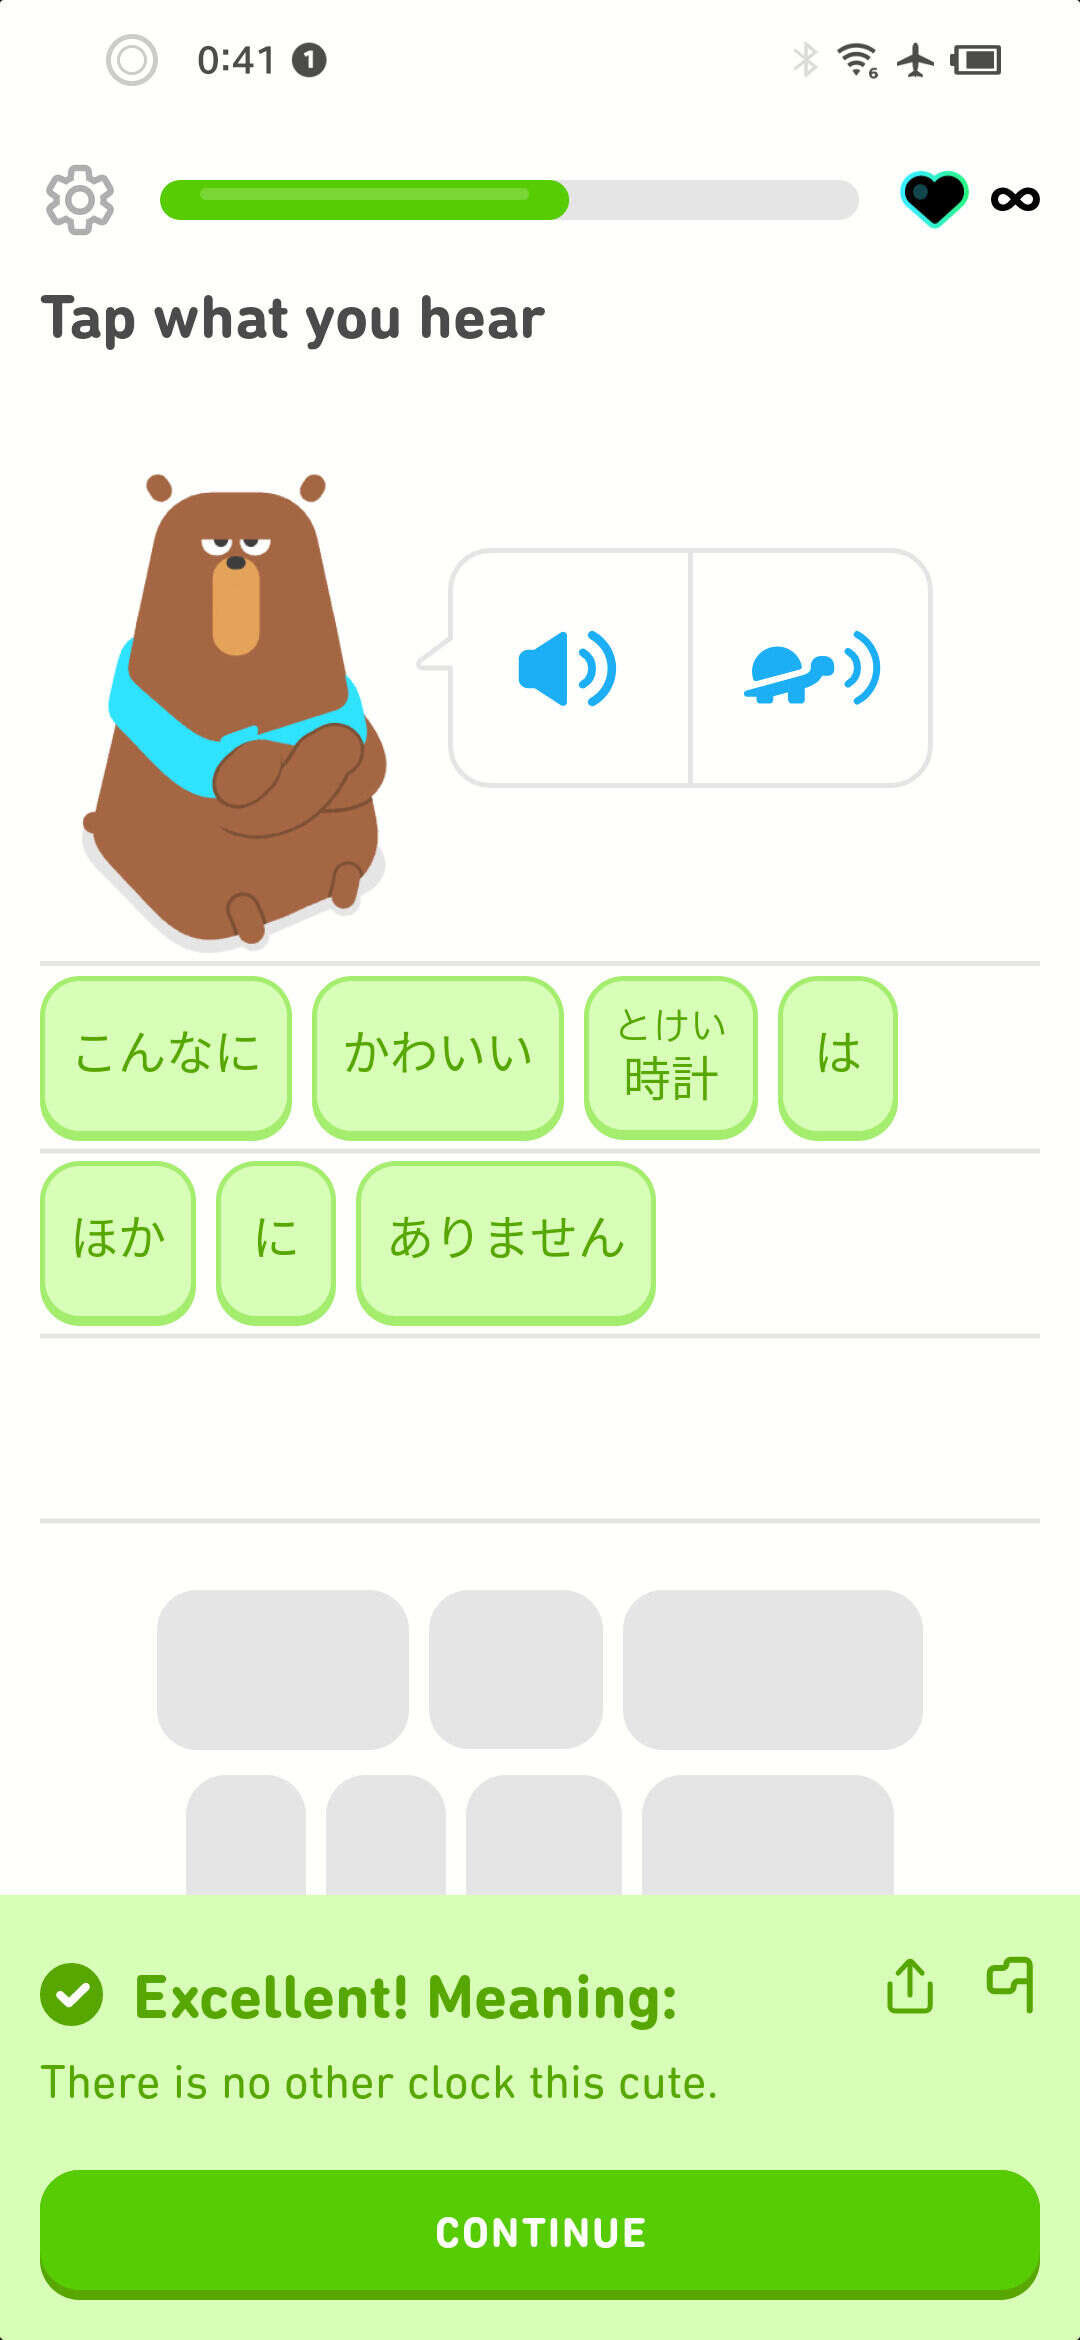 0:41 1
6
Tap what you hear
とけい
こんなに かわいい 時計 は
ほか に ありません
Excellent! Meaning:
There is no other clock this cute.
CONTINUE